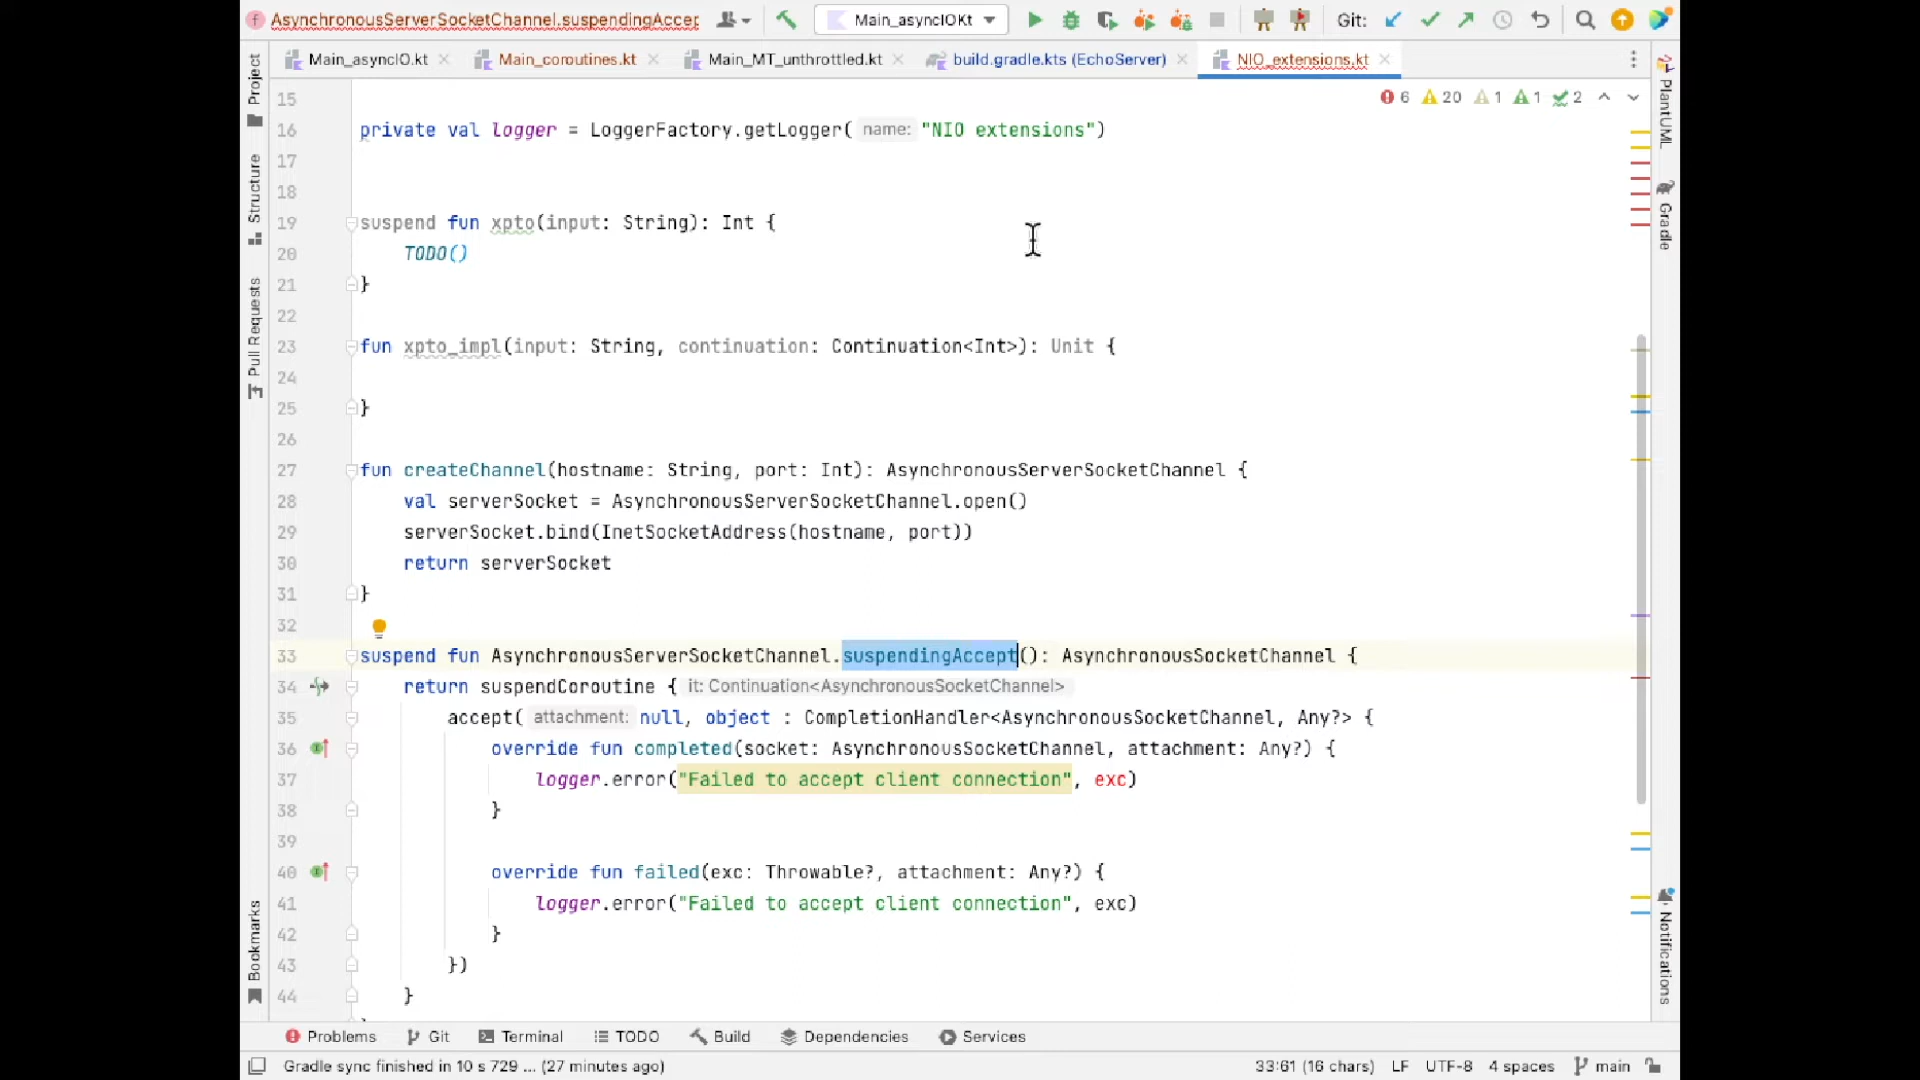 AsynchronousServerSocketChannel.suspendingAccep
Main_asyncIOKt
Git:
Main_asyncIO.kt
Main_coroutines.kt
Main_MT_unthrottled.kt
build.gradle.kts (EchoServer)
NIO_extensions.kt
Project
Structure
Pull Requests
Bookmarks
PlantUML
Gradle
Notifications
6 20 1 1 2
15
16 private val logger = LoggerFactory.getLogger( name: "NIO extensions")
17
18
19 suspend fun xpto(input: String): Int {
20 TODO()
21 }
22
23 fun xpto_impl(input: String, continuation: Continuation<Int>): Unit {
24
25 }
26
27 fun createChannel(hostname: String, port: Int): AsynchronousServerSocketChannel {
28 val serverSocket = AsynchronousServerSocketChannel.open()
29 serverSocket.bind(InetSocketAddress(hostname, port))
30 return serverSocket
31 }
32
33 suspend fun AsynchronousServerSocketChannel.suspendingAccept(): AsynchronousSocketChannel {
34 return suspendCoroutine { it: Continuation<AsynchronousSocketChannel>
35 accept( attachment: null, object : CompletionHandler<AsynchronousSocketChannel, Any?> {
36 override fun completed(socket: AsynchronousSocketChannel, attachment: Any?) {
37 logger.error("Failed to accept client connection", exc)
38 }
39
40 override fun failed(exc: Throwable?, attachment: Any?) {
41 logger.error("Failed to accept client connection", exc)
42 }
43 })
44 }
Problems Git Terminal TODO Build Dependencies Services
Gradle sync finished in 10 s 729 ... (27 minutes ago) 33:61 (16 chars) LF UTF-8 4 spaces main